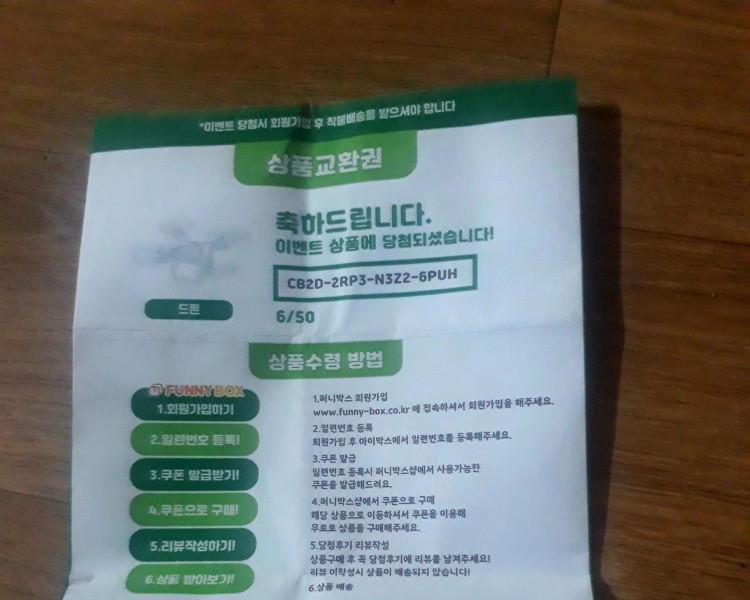 *이벤트 당첨시 회원가입 후 착불배송을 받으셔야 합니다
상품교환권
축하드립니다.
이벤트 상품에 당첨되셨습니다!
CB2D-2RP3-N3Z2-6PUH
드론
6/50
상품수령 방법
FUNNY BOX
1.회원가입하기
2.일련번호 등록!
3.쿠폰 발급받기!
4.쿠폰으로 구매!
5.리뷰작성하기!
6.상품 받아보기!
1.퍼니박스 회원가입
www.funny-box.co.kr 에 접속하셔서 회원가입을 해주세요.
2.일련번호 등록
회원가입 후 마이박스에서 일련번호를 등록해주세요.
3.쿠폰 발급
일련번호 등록시 퍼니박스샵에서 사용가능한
쿠폰을 발급해드려요.
4.퍼니박스샵에서 쿠폰으로 구매
해당 상품으로 이동하셔서 쿠폰을 이용해
무료로 상품을 구매해주세요.
5.당첨후기 리뷰작성
상품구매 후 꼭 당첨후기에 리뷰를 남겨주세요!
리뷰 미작성시 상품이 배송되지 않습니다!
6.상품 배송